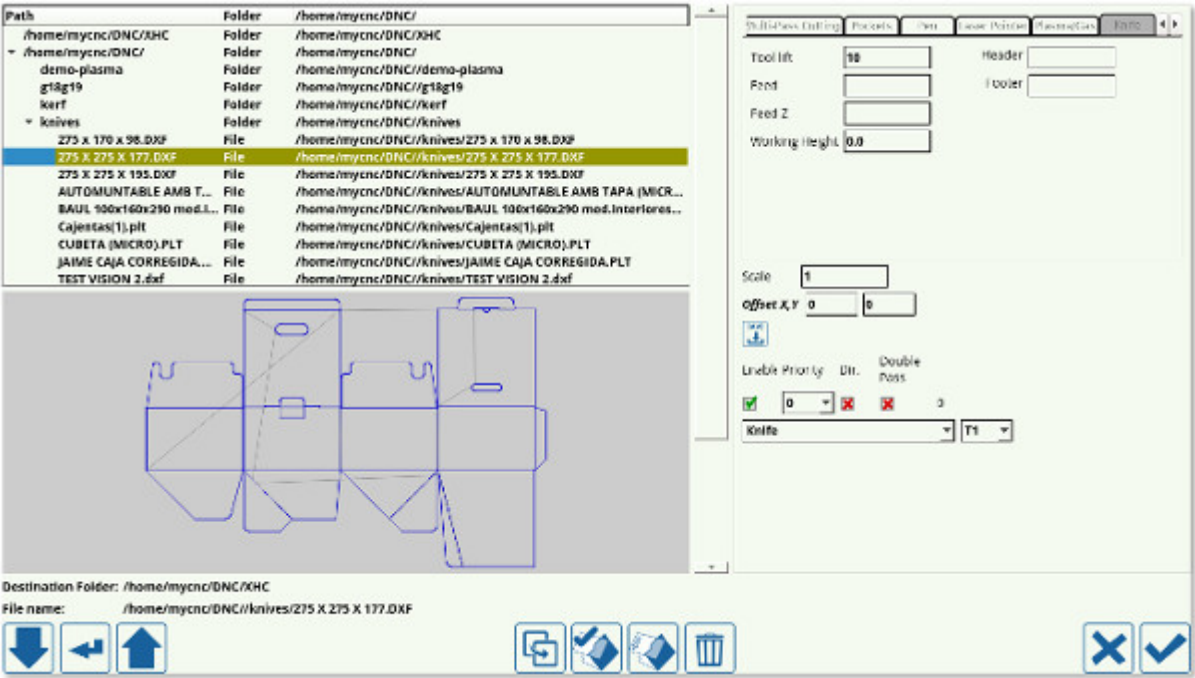 Path Folder /home/mycnc/DNC/
/home/mycnc/DNC/XHC Folder /home/mycnc/DNC/XHC
/home/mycnc/DNC/ Folder /home/mycnc/DNC/
demo-plasma Folder /home/mycnc/DNC//demo-plasma
g18g19 Folder /home/mycnc/DNC//g18g19
kerf Folder /home/mycnc/DNC//kerf
knives Folder /home/mycnc/DNC//knives
275 x 170 x 98.DXF File /home/mycnc/DNC//knives/275 x 170 x 98.DXF
275 X 275 X 177.DXF File /home/mycnc/DNC//knives/275 X 275 X 177.DXF
275 X 275 X 195.DXF File /home/mycnc/DNC//knives/275 X 275 X 195.DXF
AUTOMUNTABLE AMB T... File /home/mycnc/DNC//knives/AUTOMUNTABLE AMB TAPA (MICR...
BAUL 100x160x290 mod.i... File /home/mycnc/DNC//knives/BAUL 100x160x290 mod.interiores...
Cajentas(1).plt File /home/mycnc/DNC//knives/Cajentas(1).plt
CUBETA (MICRO).PLT File /home/mycnc/DNC//knives/CUBETA (MICRO).PLT
JAIME CAJA CORREGIDA.... File /home/mycnc/DNC//knives/JAIME CAJA CORREGIDA.PLT
TEST VISION 2.dxf File /home/mycnc/DNC//knives/TEST VISION 2.dxf
Destination Folder: /home/mycnc/DNC/XHC
File name: /home/mycnc/DNC//knives/275 X 275 X 177.DXF
Multi-Pass Cutting Pockets Pen Laser Pointer Plasma/Gas Knife
Tool lift 10 Header
Feed Footer
Feed Z
Working Height 0.0
Scale 1
Offset X,Y 0 0
Enable Priority Dir. Double Pass
0 0
Knife T1